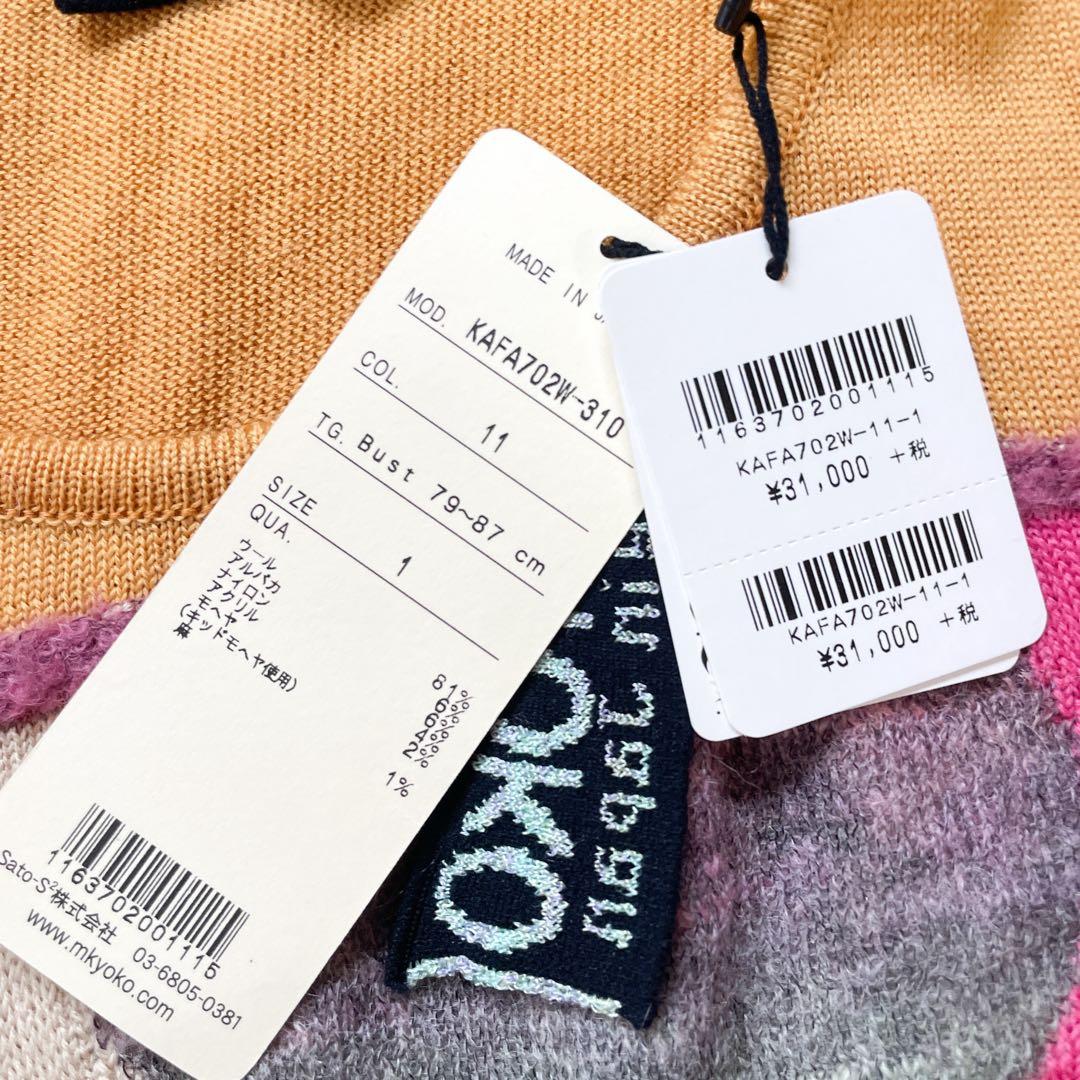 MADE IN
MOD. KAFA702W-310
COL. 11
TG. Bust 79~87 cm
SIZE 1
QUA.
ウール 81%
アルパカ 6%
ナイロン 6%
アクリル 4%
モヘヤ 2%
(キッドモヘヤ使用)
麻 1%
1163702001115
Sato-S²株式会社 03-6805-0381
www.mkyoko.com
1163702001115
KAFA702W-11-1
¥31,000 +税
KAFA702W-11-1
¥31,000 +税
OKO